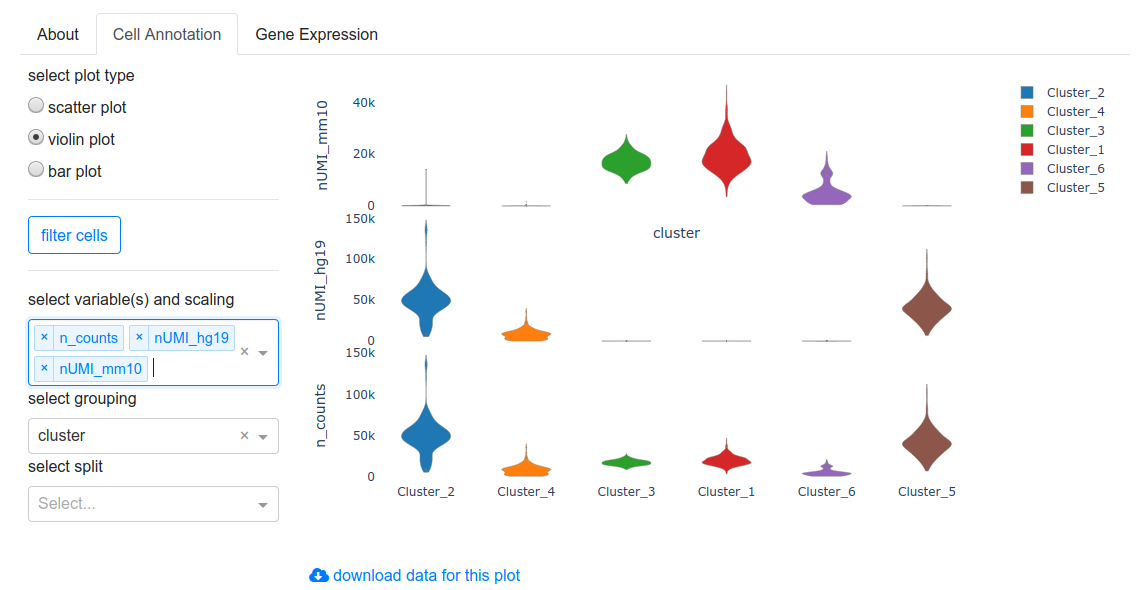 About Cell Annotation Gene Expression
select plot type
scatter plot
violin plot
bar plot
filter cells
select variable(s) and scaling
× n_counts × nUMI_hg19
× nUMI_mm10
×
select grouping
cluster ×
select split
Select...
nUMI_mm10
40k
20k
0
nUMI_hg19
150k
100k
50k
0
cluster
n_counts
150k
100k
50k
0
Cluster_2 Cluster_4 Cluster_3 Cluster_1 Cluster_6 Cluster_5
Cluster_2
Cluster_4
Cluster_3
Cluster_1
Cluster_6
Cluster_5
download data for this plot